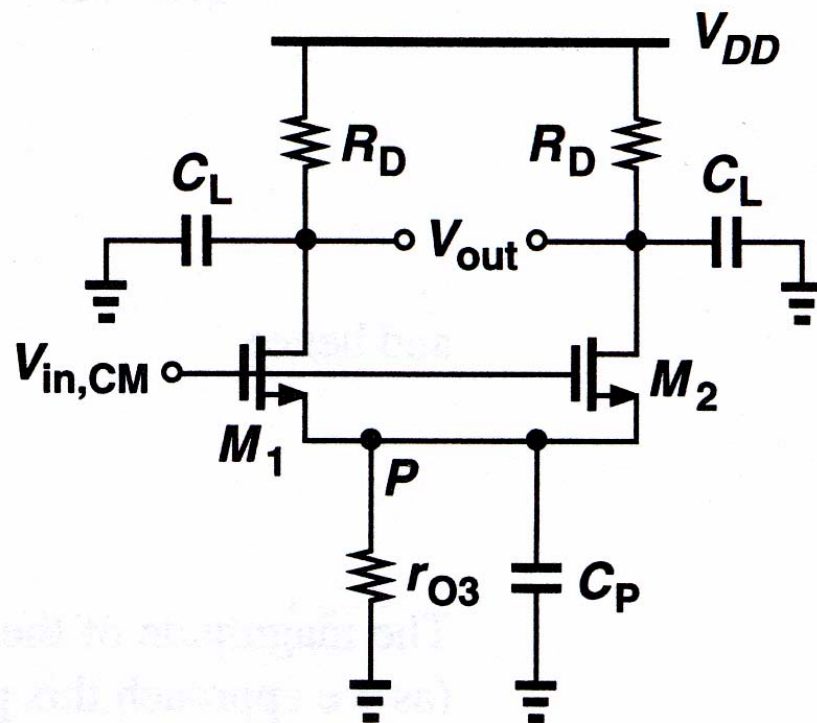 V_DD
R_D
R_D
C_L
C_L
V_out
V_in,CM
M_1
M_2
P
r_O3
C_P